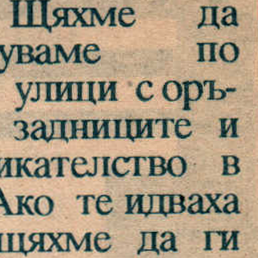 Щяхме да
уваме по
улици с оръ-
задниците и
икателство в
Ако те идваха
щяхме да ги